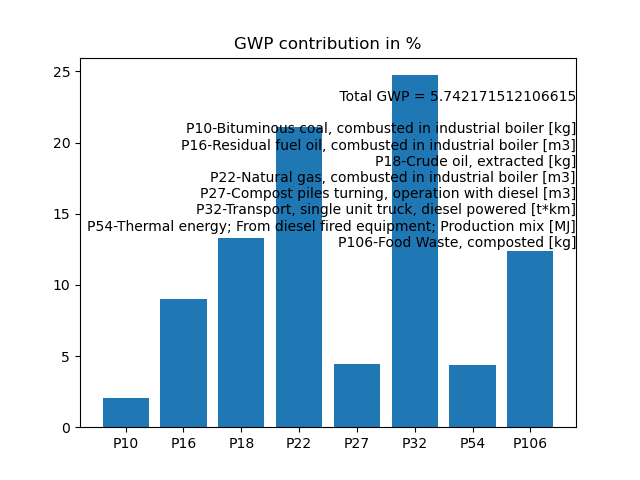 GWP contribution in %
25
20
15
10
5
0
Total GWP = 5.742171512106615
P10-Bituminous coal, combusted in industrial boiler [kg]
P16-Residual fuel oil, combusted in industrial boiler [m3]
P18-Crude oil, extracted [kg]
P22-Natural gas, combusted in industrial boiler [m3]
P27-Compost piles turning, operation with diesel [m3]
P32-Transport, single unit truck, diesel powered [t*km]
P54-Thermal energy; From diesel fired equipment; Production mix [MJ]
P106-Food Waste, composted [kg]
P10 P16 P18 P22 P27 P32 P54 P106